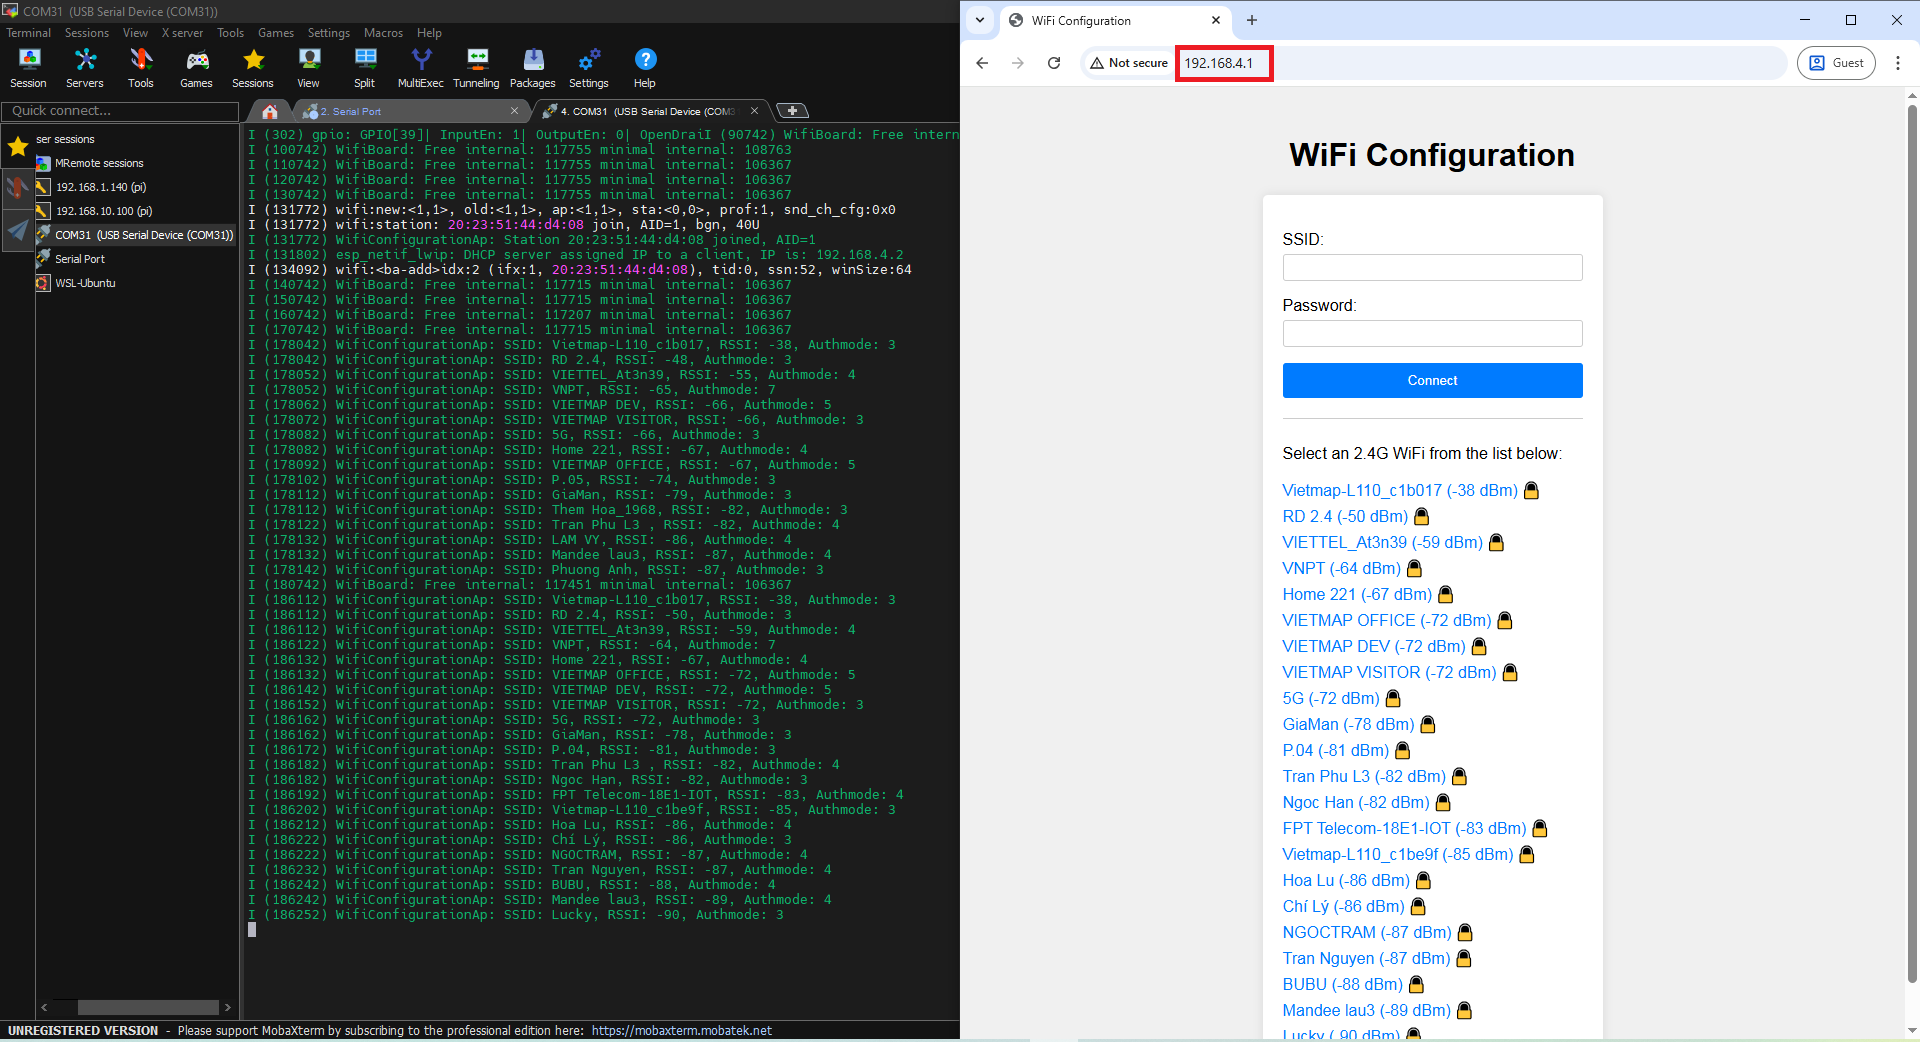 COM31 (USB Serial Device (COM31))
Terminal Sessions View X server Tools Games Settings Macros Help
Session Servers Tools Games Sessions View Split MultiExec Tunneling Packages Settings Help
Quick connect...
2. Serial Port
4. COM31 (USB Serial Device (COM3
ser sessions
MRemote sessions
192.168.1.140 (pi)
192.168.10.100 (pi)
COM31 (USB Serial Device (COM31))
Serial Port
WSL-Ubuntu
I (302) gpio: GPIO[39]| InputEn: 1| OutputEn: 0| OpenDraiI (90742) WifiBoard: Free intern
I (100742) WifiBoard: Free internal: 117755 minimal internal: 108763
I (110742) WifiBoard: Free internal: 117755 minimal internal: 106367
I (120742) WifiBoard: Free internal: 117755 minimal internal: 106367
I (130742) WifiBoard: Free internal: 117755 minimal internal: 106367
I (131772) wifi:new:<1,1>, old:<1,1>, ap:<1,1>, sta:<0,0>, prof:1, snd_ch_cfg:0x0
I (131772) wifi:station: 20:23:51:44:d4:08 join, AID=1, bgn, 40U
I (131772) WifiConfigurationAp: Station 20:23:51:44:d4:08 joined, AID=1
I (131802) esp_netif_lwip: DHCP server assigned IP to a client, IP is: 192.168.4.2
I (134092) wifi:<ba-add>idx:2 (ifx:1, 20:23:51:44:d4:08), tid:0, ssn:52, winSize:64
I (140742) WifiBoard: Free internal: 117715 minimal internal: 106367
I (150742) WifiBoard: Free internal: 117715 minimal internal: 106367
I (160742) WifiBoard: Free internal: 117207 minimal internal: 106367
I (170742) WifiBoard: Free internal: 117715 minimal internal: 106367
I (178042) WifiConfigurationAp: SSID: Vietmap-L110_c1b017, RSSI: -38, Authmode: 3
I (178042) WifiConfigurationAp: SSID: RD 2.4, RSSI: -48, Authmode: 3
I (178052) WifiConfigurationAp: SSID: VIETTEL_At3n39, RSSI: -55, Authmode: 4
I (178052) WifiConfigurationAp: SSID: VNPT, RSSI: -65, Authmode: 7
I (178062) WifiConfigurationAp: SSID: VIETMAP DEV, RSSI: -66, Authmode: 5
I (178072) WifiConfigurationAp: SSID: VIETMAP VISITOR, RSSI: -66, Authmode: 3
I (178082) WifiConfigurationAp: SSID: 5G, RSSI: -66, Authmode: 3
I (178082) WifiConfigurationAp: SSID: Home 221, RSSI: -67, Authmode: 4
I (178092) WifiConfigurationAp: SSID: VIETMAP OFFICE, RSSI: -67, Authmode: 5
I (178102) WifiConfigurationAp: SSID: P.05, RSSI: -74, Authmode: 3
I (178112) WifiConfigurationAp: SSID: GiaMan, RSSI: -79, Authmode: 3
I (178112) WifiConfigurationAp: SSID: Them Hoa_1968, RSSI: -82, Authmode: 3
I (178122) WifiConfigurationAp: SSID: Tran Phu L3 , RSSI: -82, Authmode: 4
I (178132) WifiConfigurationAp: SSID: LAM VY, RSSI: -86, Authmode: 4
I (178132) WifiConfigurationAp: SSID: Mandee lau3, RSSI: -87, Authmode: 4
I (178142) WifiConfigurationAp: SSID: Phuong Anh, RSSI: -87, Authmode: 3
I (180742) WifiBoard: Free internal: 117451 minimal internal: 106367
I (186112) WifiConfigurationAp: SSID: Vietmap-L110_c1b017, RSSI: -38, Authmode: 3
I (186112) WifiConfigurationAp: SSID: RD 2.4, RSSI: -50, Authmode: 3
I (186112) WifiConfigurationAp: SSID: VIETTEL_At3n39, RSSI: -59, Authmode: 4
I (186122) WifiConfigurationAp: SSID: VNPT, RSSI: -64, Authmode: 7
I (186132) WifiConfigurationAp: SSID: Home 221, RSSI: -67, Authmode: 4
I (186132) WifiConfigurationAp: SSID: VIETMAP OFFICE, RSSI: -72, Authmode: 5
I (186142) WifiConfigurationAp: SSID: VIETMAP DEV, RSSI: -72, Authmode: 5
I (186152) WifiConfigurationAp: SSID: VIETMAP VISITOR, RSSI: -72, Authmode: 3
I (186162) WifiConfigurationAp: SSID: 5G, RSSI: -72, Authmode: 3
I (186162) WifiConfigurationAp: SSID: GiaMan, RSSI: -78, Authmode: 3
I (186172) WifiConfigurationAp: SSID: P.04, RSSI: -81, Authmode: 3
I (186182) WifiConfigurationAp: SSID: Tran Phu L3 , RSSI: -82, Authmode: 4
I (186182) WifiConfigurationAp: SSID: Ngoc Han, RSSI: -82, Authmode: 3
I (186192) WifiConfigurationAp: SSID: FPT Telecom-18E1-IOT, RSSI: -83, Authmode: 4
I (186202) WifiConfigurationAp: SSID: Vietmap-L110_c1be9f, RSSI: -85, Authmode: 3
I (186212) WifiConfigurationAp: SSID: Hoa Lu, RSSI: -86, Authmode: 4
I (186222) WifiConfigurationAp: SSID: Chí Lý, RSSI: -86, Authmode: 3
I (186222) WifiConfigurationAp: SSID: NGOCTRAM, RSSI: -87, Authmode: 4
I (186232) WifiConfigurationAp: SSID: Tran Nguyen, RSSI: -87, Authmode: 4
I (186242) WifiConfigurationAp: SSID: BUBU, RSSI: -88, Authmode: 4
I (186242) WifiConfigurationAp: SSID: Mandee lau3, RSSI: -89, Authmode: 4
I (186252) WifiConfigurationAp: SSID: Lucky, RSSI: -90, Authmode: 3
UNREGISTERED VERSION - Please support MobaXterm by subscribing to the professional edition here: https://mobaxterm.mobatek.net
WiFi Configuration
Not secure 192.168.4.1
Guest
WiFi Configuration
SSID:
Password:
Connect
Select an 2.4G WiFi from the list below:
Vietmap-L110_c1b017 (-38 dBm)
RD 2.4 (-50 dBm)
VIETTEL_At3n39 (-59 dBm)
VNPT (-64 dBm)
Home 221 (-67 dBm)
VIETMAP OFFICE (-72 dBm)
VIETMAP DEV (-72 dBm)
VIETMAP VISITOR (-72 dBm)
5G (-72 dBm)
GiaMan (-78 dBm)
P.04 (-81 dBm)
Tran Phu L3 (-82 dBm)
Ngoc Han (-82 dBm)
FPT Telecom-18E1-IOT (-83 dBm)
Vietmap-L110_c1be9f (-85 dBm)
Hoa Lu (-86 dBm)
Chí Lý (-86 dBm)
NGOCTRAM (-87 dBm)
Tran Nguyen (-87 dBm)
BUBU (-88 dBm)
Mandee lau3 (-89 dBm)
Lucky (-90 dBm)